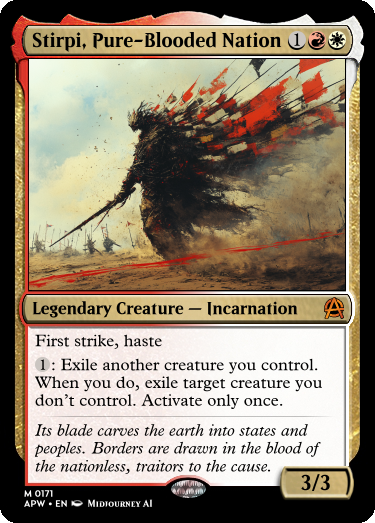 Stirpi, Pure-Blooded Nation 1
Legendary Creature — Incarnation
First strike, haste
1: Exile another creature you control.
When you do, exile target creature you
don't control. Activate only once.
Its blade carves the earth into states and
peoples. Borders are drawn in the blood of
the nationless, traitors to the cause.
3/3
M 0171
APW • EN Midjourney AI